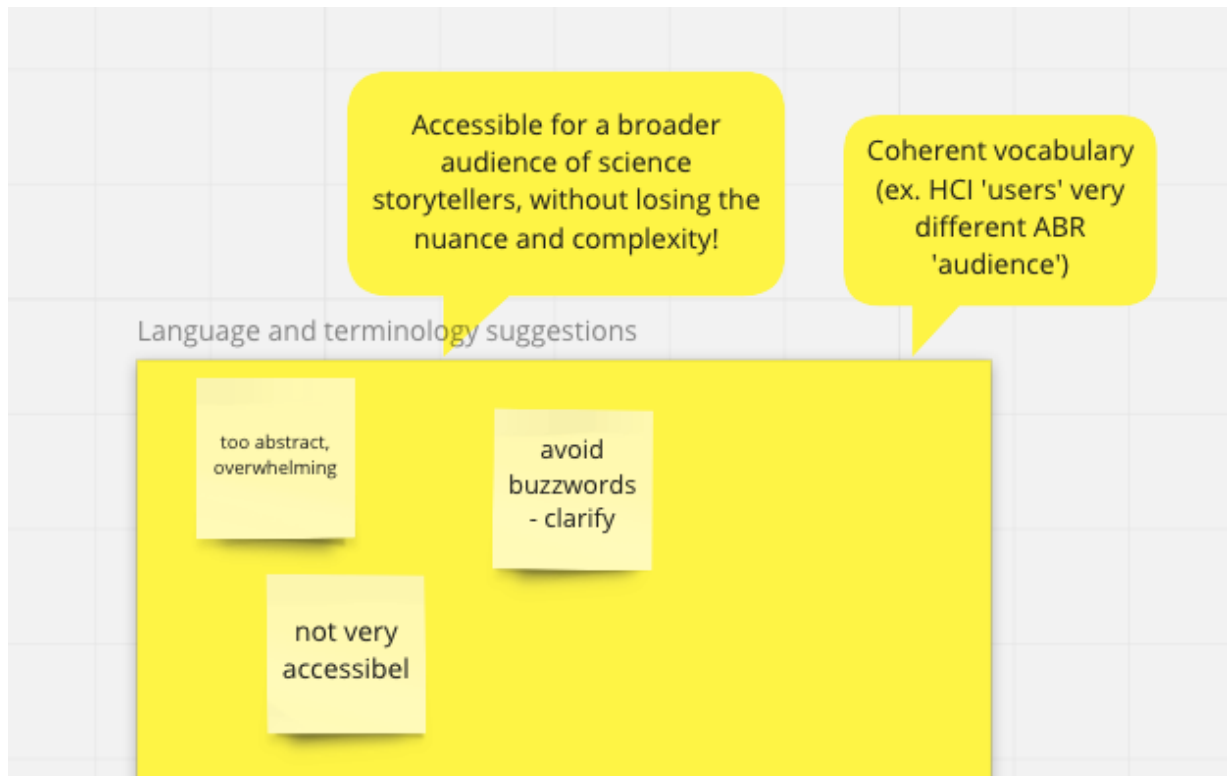 Accessible for a broader
audience of science
storytellers, without losing the
nuance and complexity!
Coherent vocabulary
(ex. HCI 'users' very
different ABR
'audience')
Language and terminology suggestions
too abstract,
overwhelming
avoid
buzzwords
- clarify
not very
accessibel